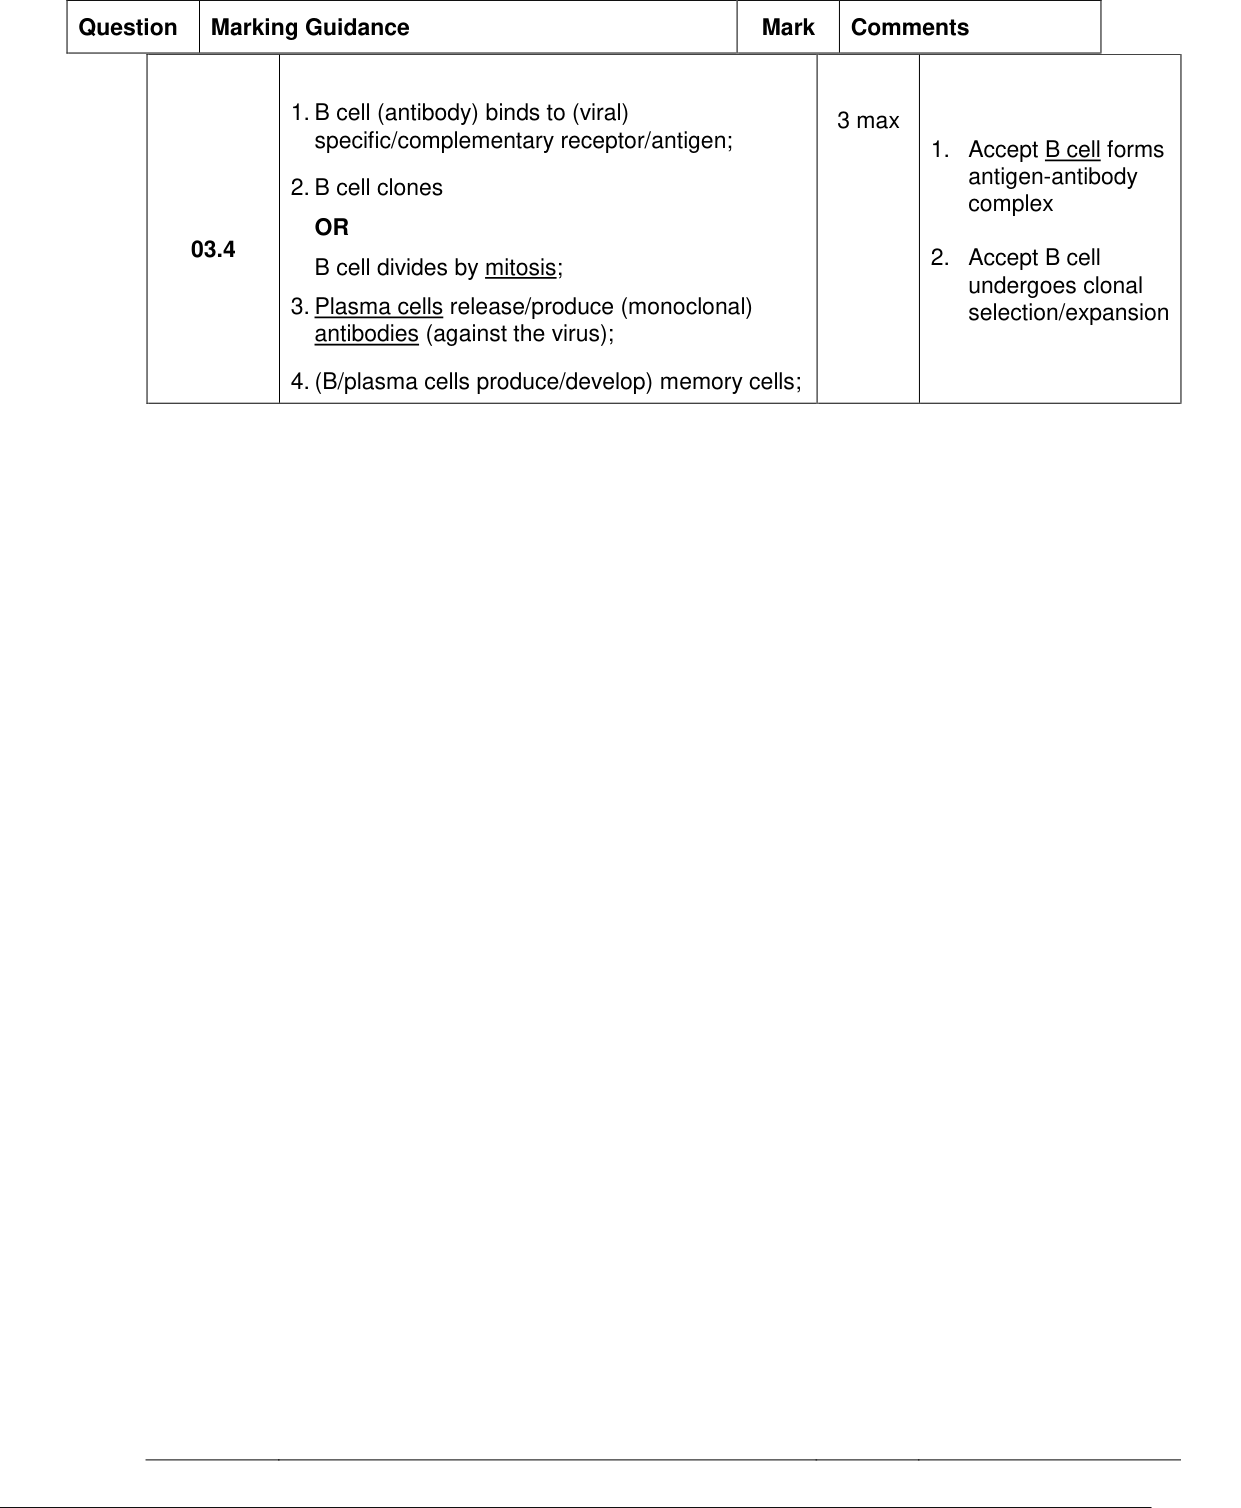 Question Marking Guidance Mark Comments
03.4
1. B cell (antibody) binds to (viral)
specific/complementary receptor/antigen;
2. B cell clones
OR
B cell divides by mitosis;
3. Plasma cells release/produce (monoclonal)
antibodies (against the virus);
4. (B/plasma cells produce/develop) memory cells;
3 max
1. Accept B cell forms
antigen-antibody
complex
2. Accept B cell
undergoes clonal
selection/expansion